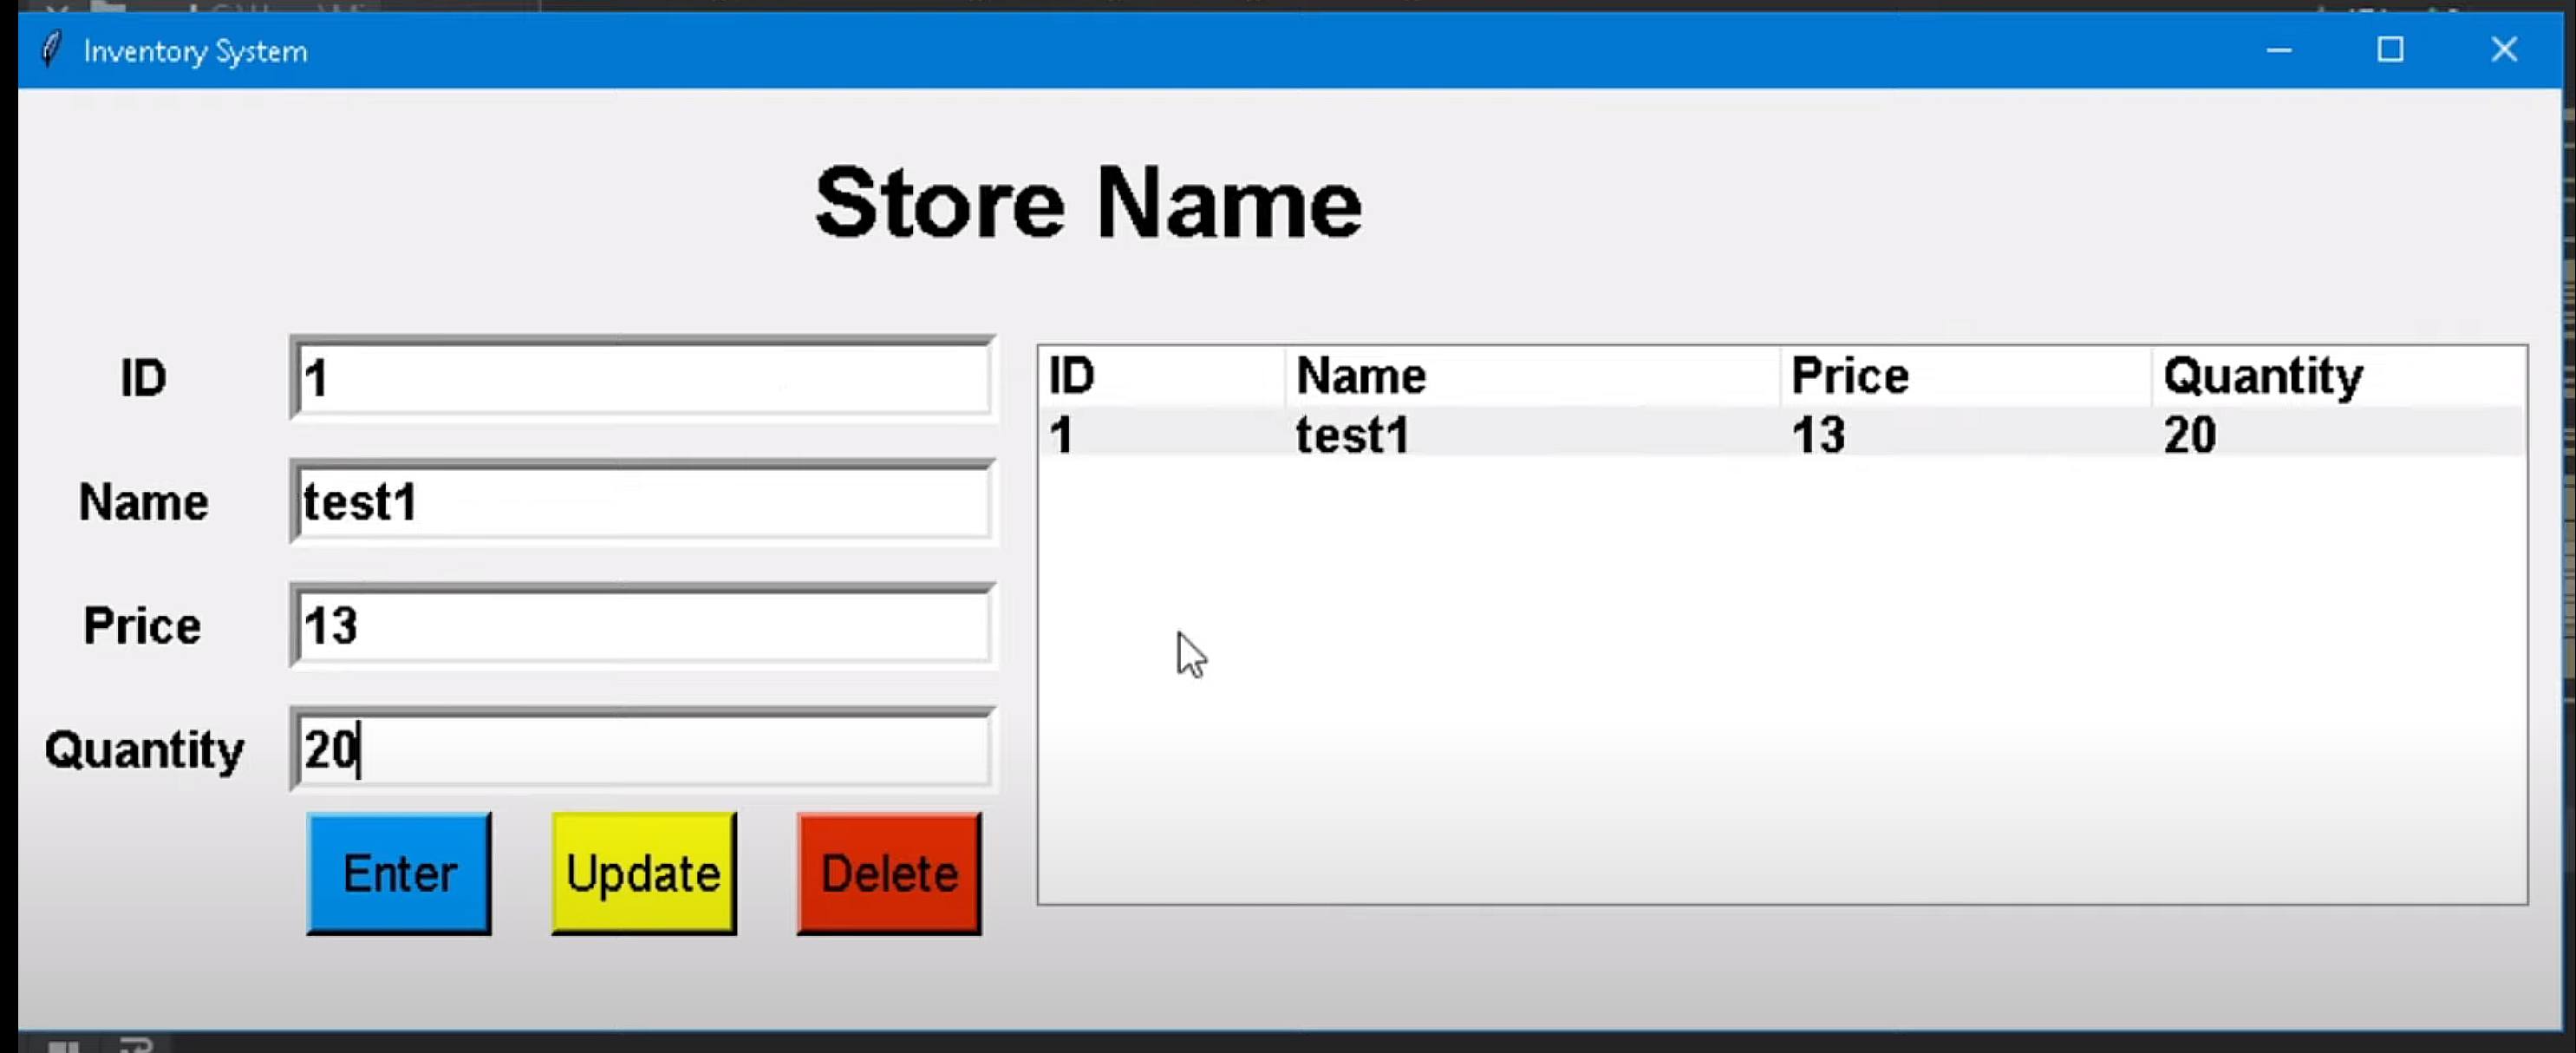 Inventory System
Store Name
ID
1
Name
test1
Price
13
Quantity
20
Enter Update Delete
ID Name Price Quantity
1 test1 13 20